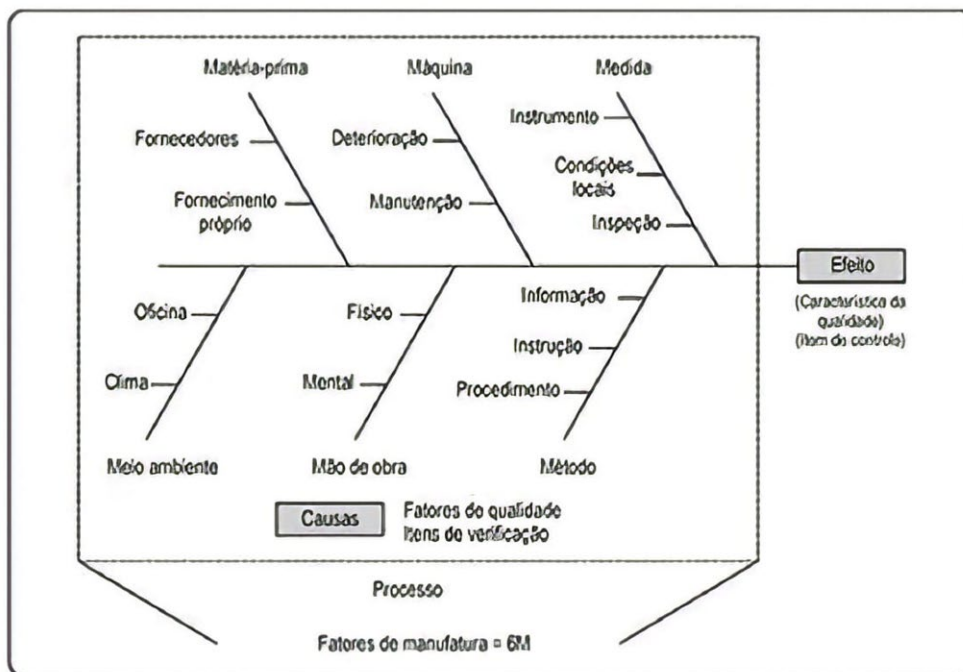 Matéria-prima
Máquina
Medida
Fornecedores
Deterioração
Instrumento
Condições
locais
Fornecimento
próprio
Manutenção
Inspeção
Efeito
(Característica da
qualidade)
(Item de controle)
Informação
Oficina
Físico
Instrução
Clima
Mental
Procedimento
Meio ambiente
Mão de obra
Método
Causas
Fatores de qualidade
Itens de verificação
Processo
Fatores de manufatura = 6M